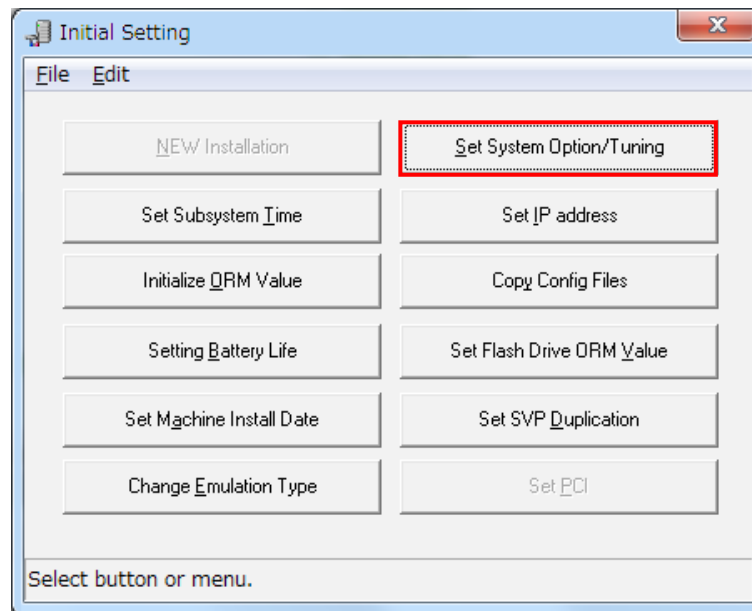 Initial Setting
X
File Edit
NEW Installation Set System Option/Tuning
Set Subsystem Time Set IP address
Initialize ORM Value Copy Config Files
Setting Battery Life Set Flash Drive ORM Value
Set Machine Install Date Set SVP Duplication
Change Emulation Type Set PCI
Select button or menu.